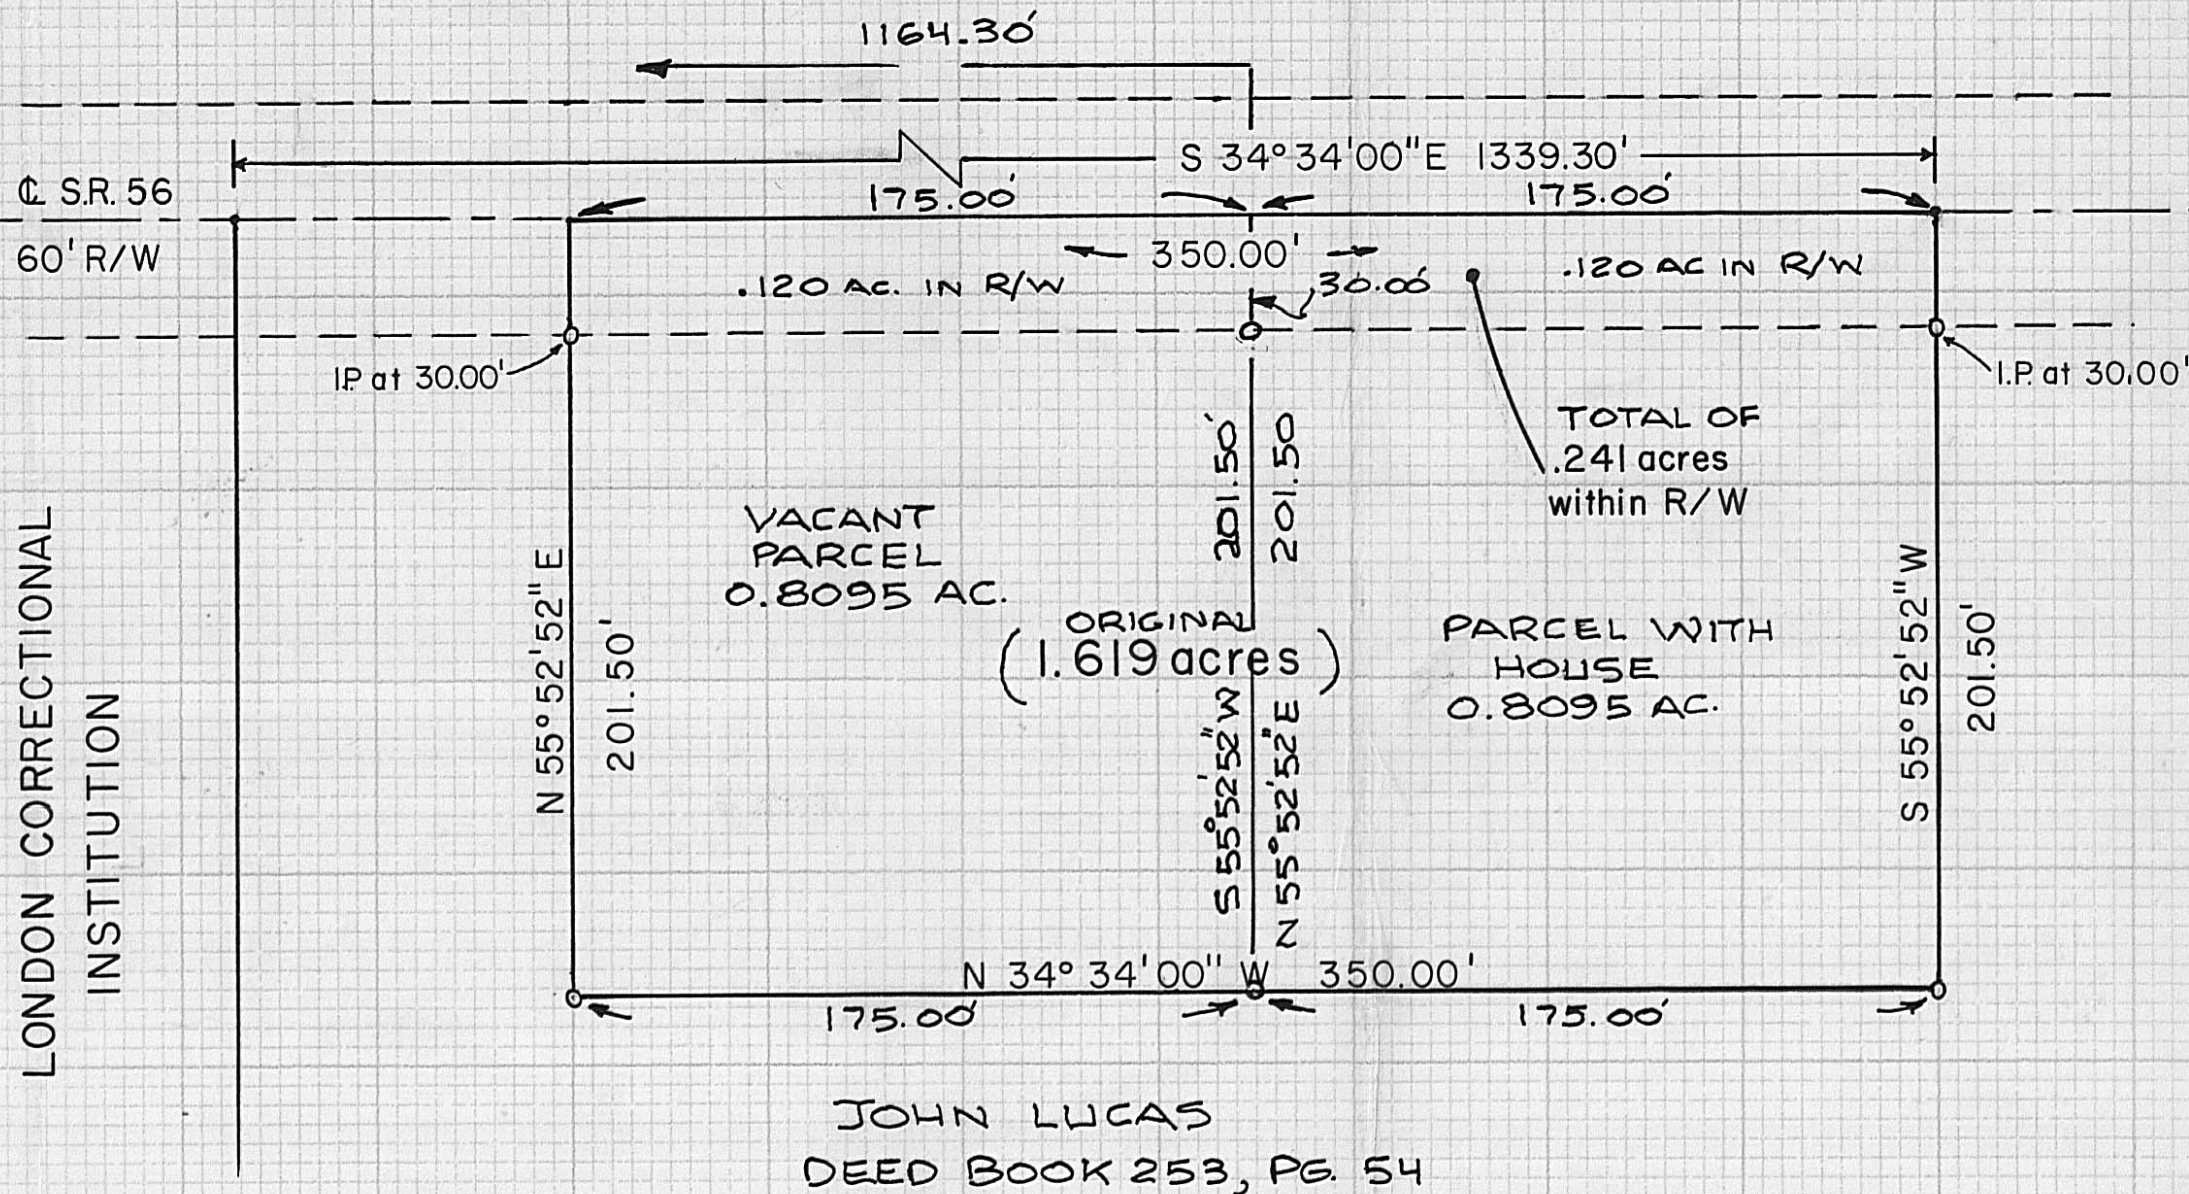 1164.30'
S 34° 34' 00" E 1339.30'
℄ S.R. 56
175.00'
175.00'
60' R/W
350.00'
.120 AC. IN R/W
30.00'
.120 AC IN R/W
I.P. at 30.00'
I.P. at 30.00'
TOTAL OF
.241 acres
within R/W
201.50'
201.50
VACANT
PARCEL
0.8095 AC.
ORIGINAL
(1.619 acres)
PARCEL WITH
HOUSE
0.8095 AC.
N 55° 52' 52" E
201.50'
S 55° 52' 52" W
N 55° 52' 52" E
S 55° 52' 52" W
201.50'
LONDON CORRECTIONAL
INSTITUTION
N 34° 34' 00" W 350.00'
175.00'
175.00'
JOHN LUCAS
DEED BOOK 253, PG. 54